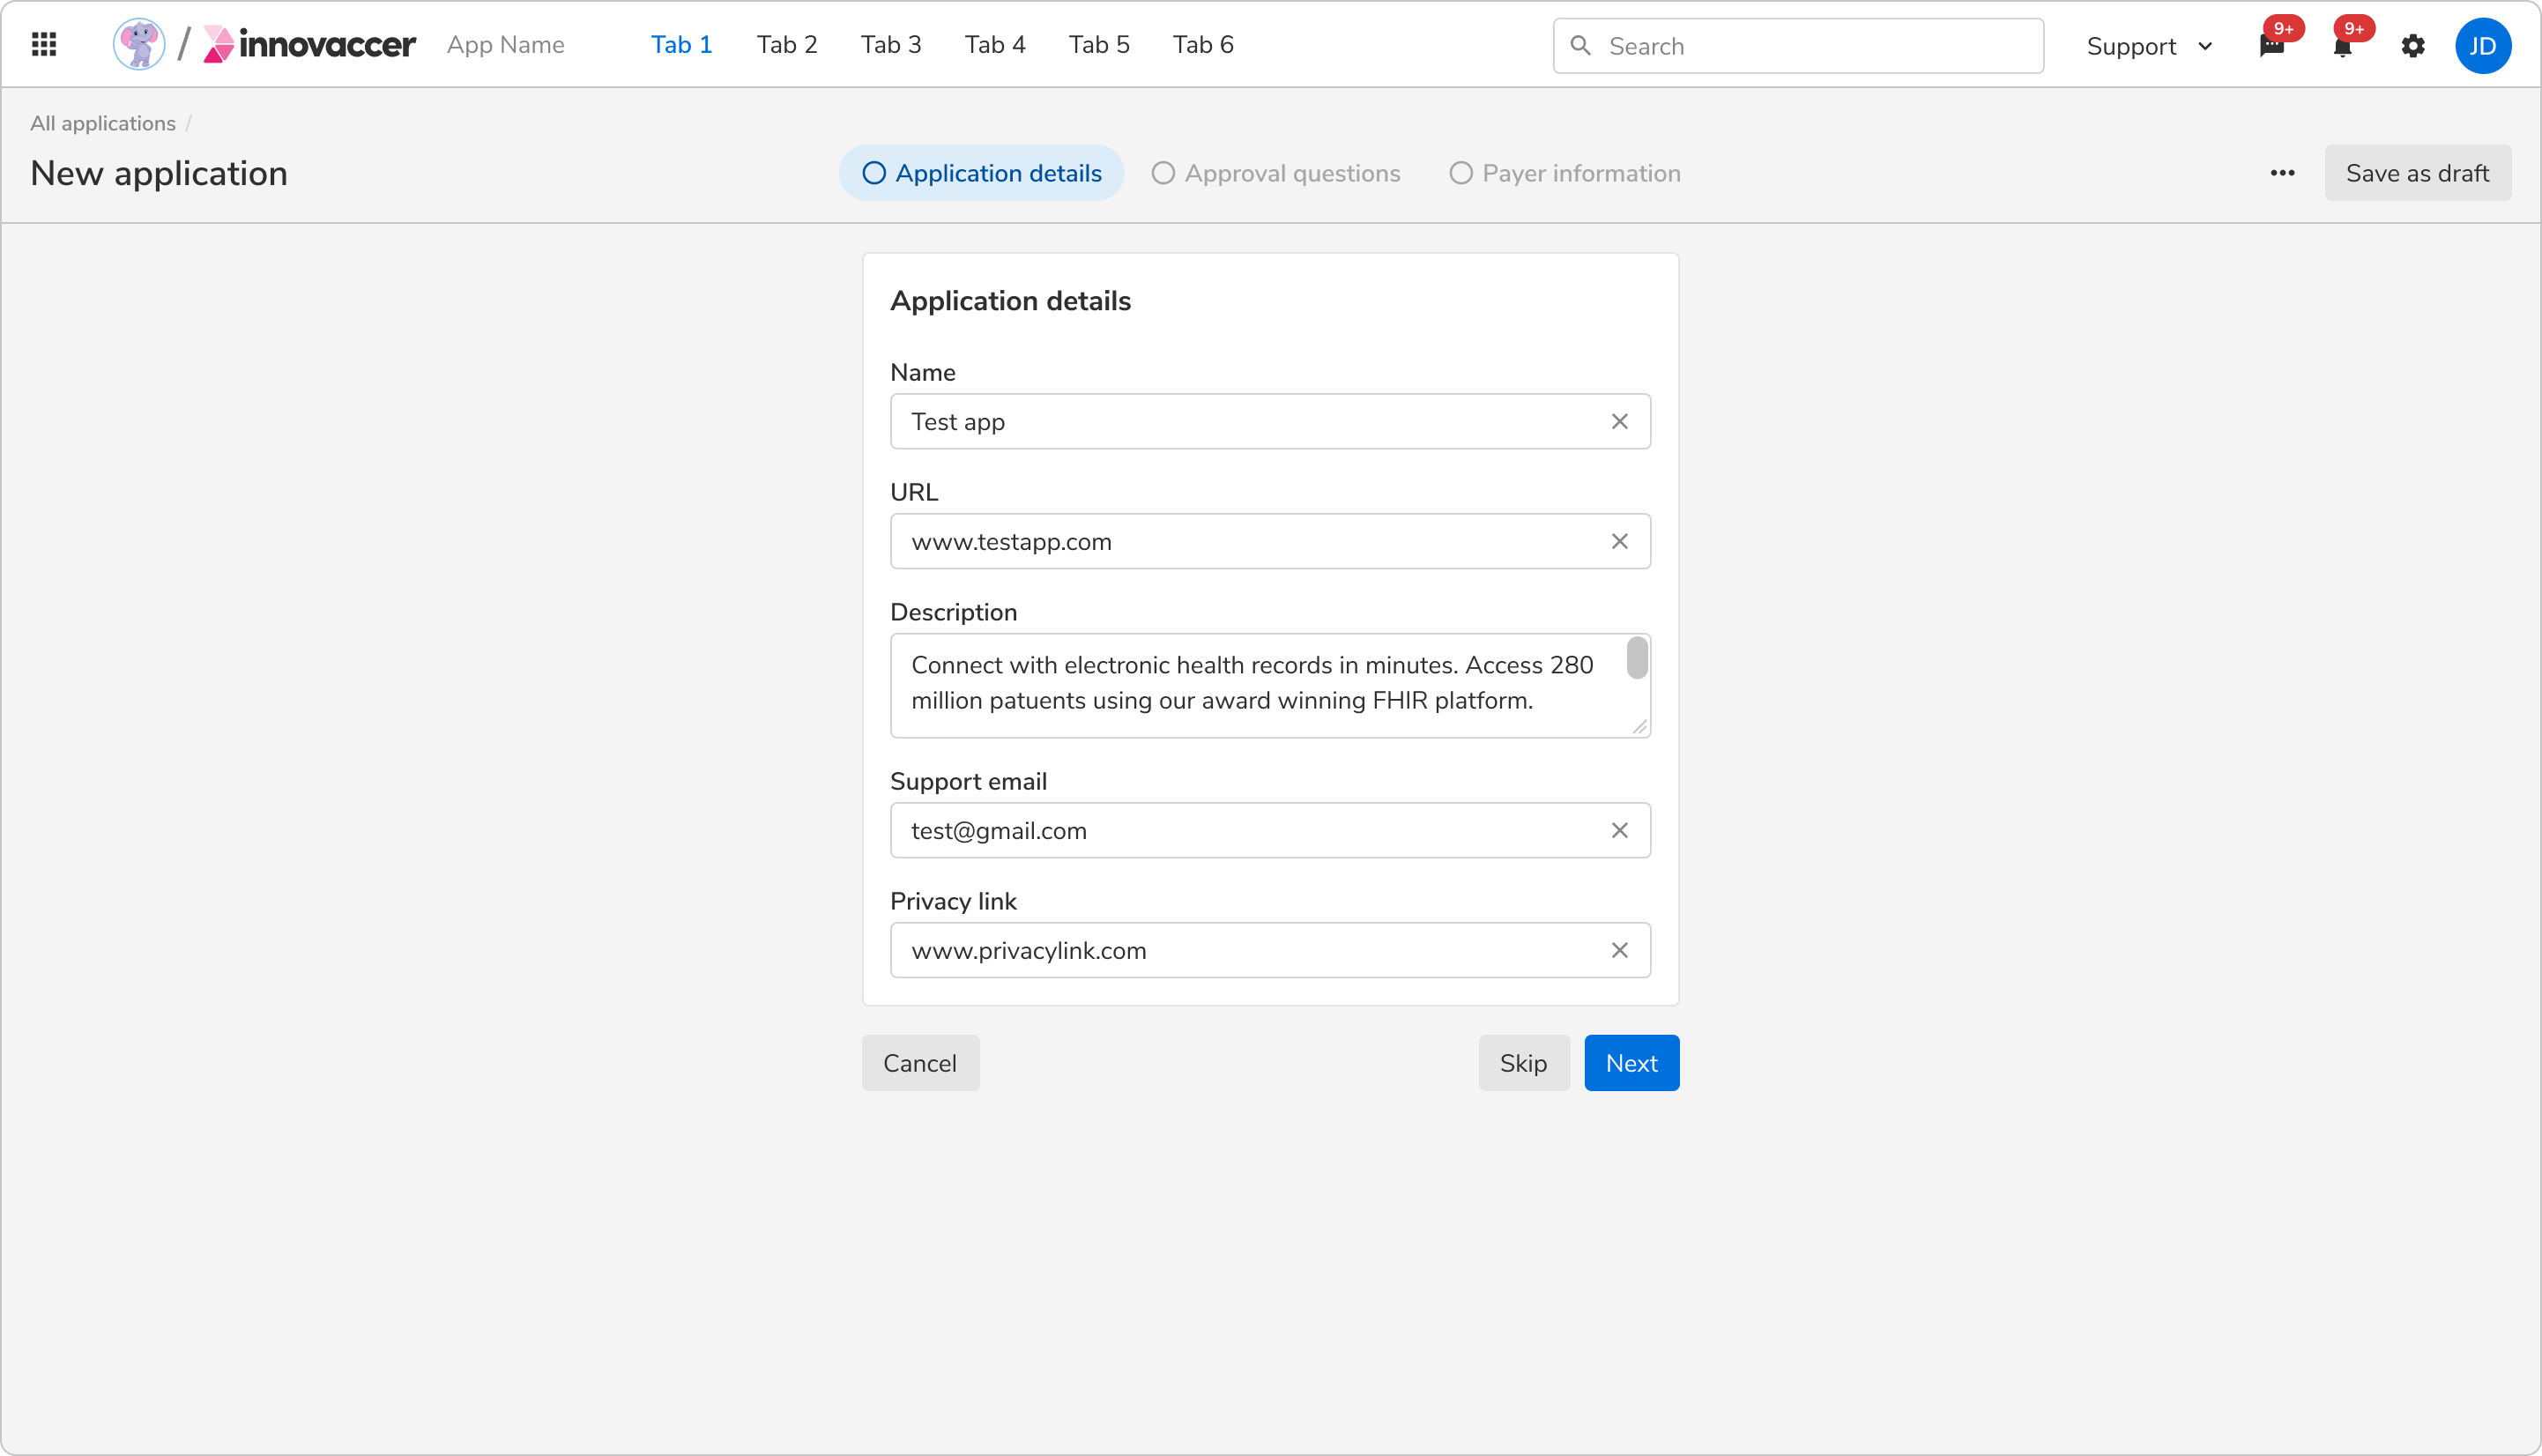 / innovaccer App Name Tab 1 Tab 2 Tab 3 Tab 4 Tab 5 Tab 6 Search Support 9+ 9+ JD
All applications /
New application Application details Approval questions Payer information Save as draft
Application details
Name
Test app
URL
www.testapp.com
Description
Connect with electronic health records in minutes. Access 280
million patuents using our award winning FHIR platform.
Support email
test@gmail.com
Privacy link
www.privacylink.com
Cancel Skip Next